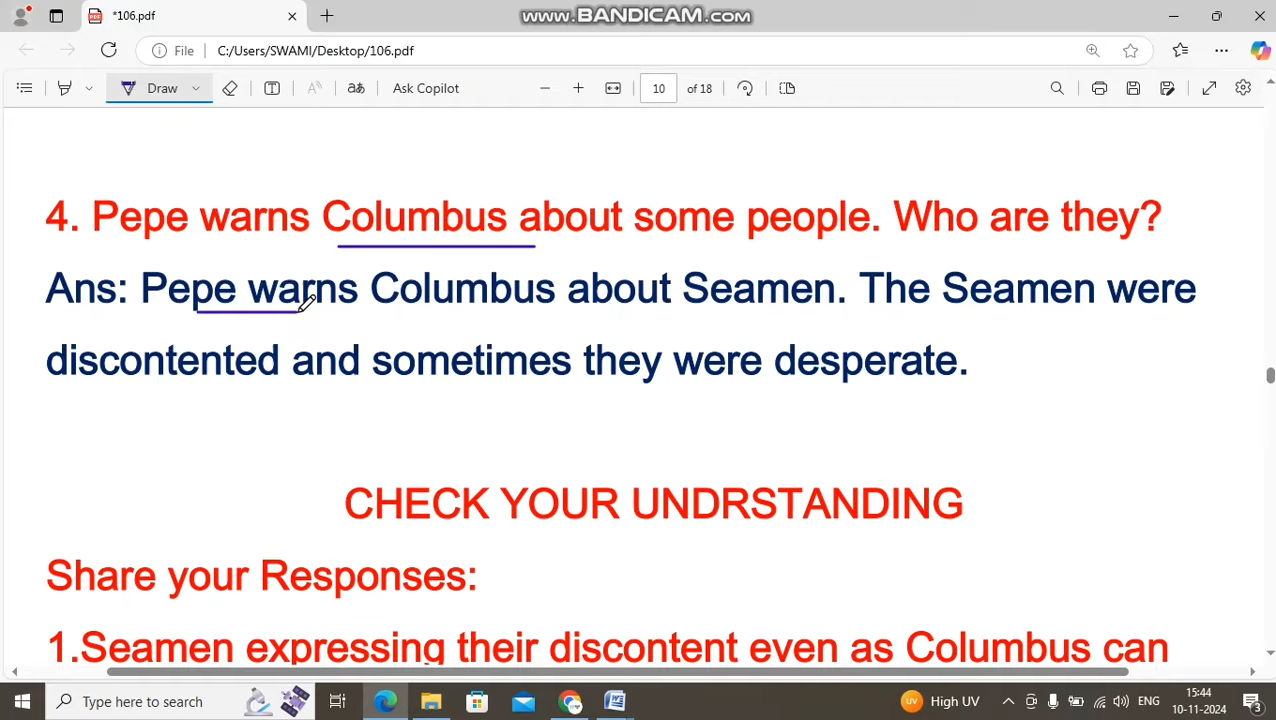 *106.pdf
www.BANDICAM.com
File C:/Users/SWAMI/Desktop/106.pdf
Draw Ask Copilot 10 of 18
4. Pepe warns Columbus about some people. Who are they?
Ans: Pepe warns Columbus about Seamen. The Seamen were
discontented and sometimes they were desperate.
CHECK YOUR UNDRSTANDING
Share your Responses:
1.Seamen expressing their discontent even as Columbus can
Type here to search High UV ENG 15:44
10-11-2024 3